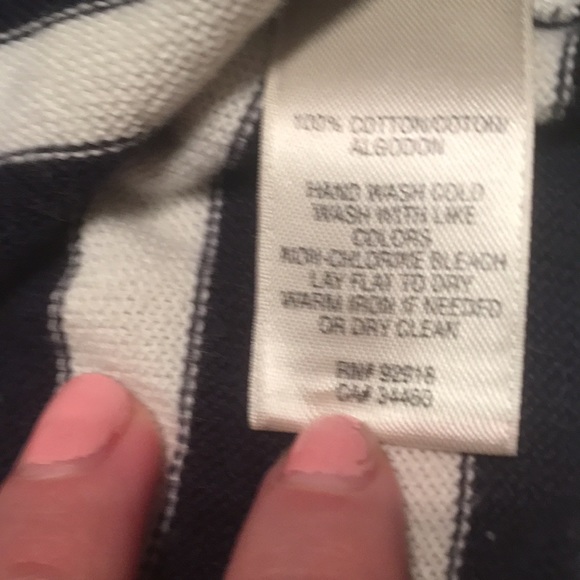 100% COTTON/COTON/
ALGODON
HAND WASH COLD
WASH WITH LIKE
COLORS
NON-CHLORINE BLEACH
LAY FLAT TO DRY
WARM IRON IF NEEDED
OR DRY CLEAN
RN# 92918
CA# 34460